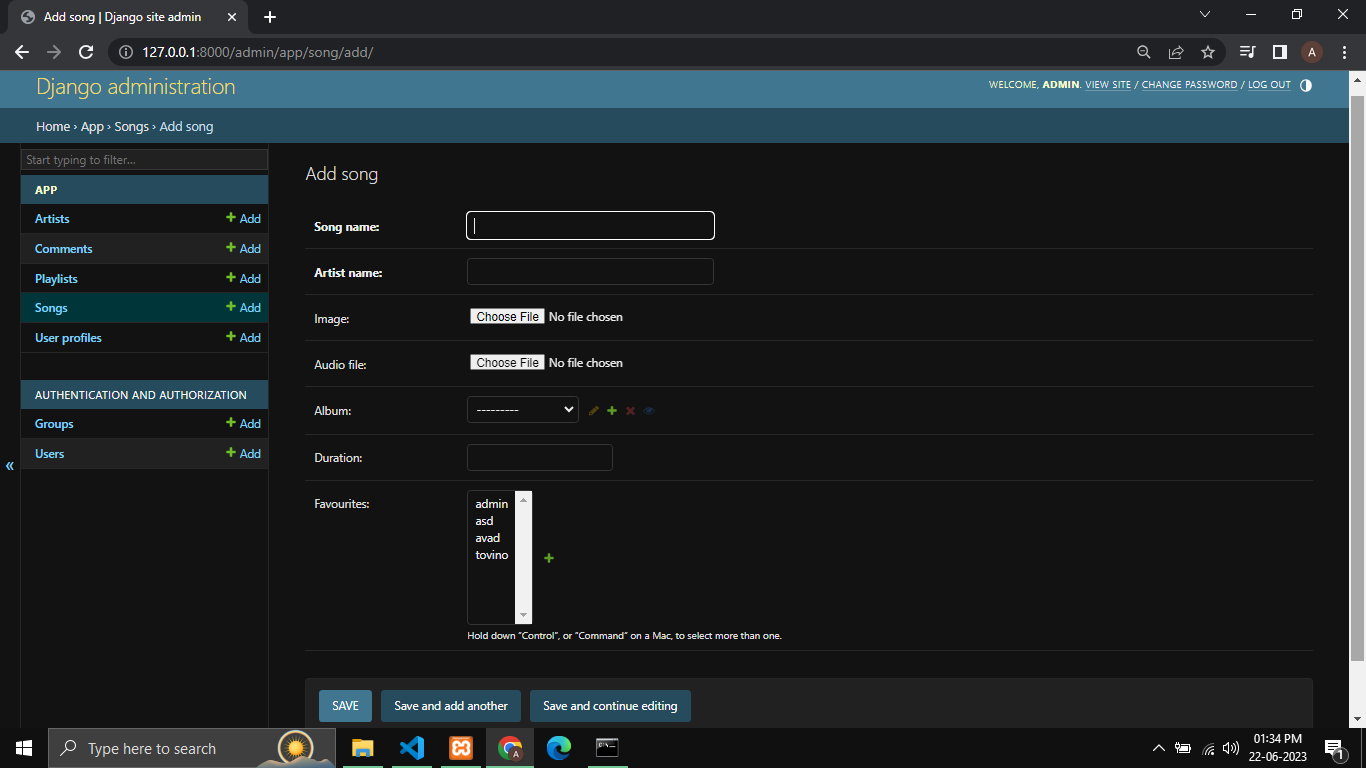 Add song | Django site admin
127.0.0.1:8000/admin/app/song/add/
A
Django administration
WELCOME, ADMIN. VIEW SITE / CHANGE PASSWORD / LOG OUT
Home › App › Songs › Add song
Start typing to filter...
APP
Artists + Add
Comments + Add
Playlists + Add
Songs + Add
User profiles + Add
AUTHENTICATION AND AUTHORIZATION
Groups + Add
Users + Add
«
Add song
Song name:
Artist name:
Image: Choose File No file chosen
Audio file: Choose File No file chosen
Album: ---------
Duration:
Favourites:
admin
asd
avad
tovino
Hold down “Control”, or “Command” on a Mac, to select more than one.
SAVE Save and add another Save and continue editing
Type here to search
A
01:34 PM
22-06-2023
1